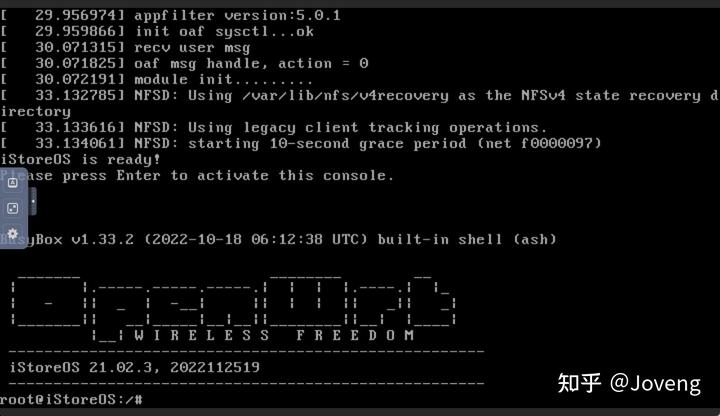 [   29.956974] appfilter version:5.0.1
[   29.959866] init oaf sysctl...ok
[   30.071315] recv user msg
[   30.071825] oaf msg handle, action = 0
[   30.072191] module init.........
[   33.132785] NFSD: Using /var/lib/nfs/v4recovery as the NFSv4 state recovery d
irectory
[   33.133616] NFSD: Using legacy client tracking operations.
[   33.134061] NFSD: starting 10-second grace period (net f0000097)
iStoreOS is ready!
Please press Enter to activate this console.
BusyBox v1.33.2 (2022-10-18 06:12:38 UTC) built-in shell (ash)
OpenWrt
W I R E L E S S   F R E E D O M
iStoreOS 21.02.3, 2022112519
root@iStoreOS:/#
知乎 @Joveng